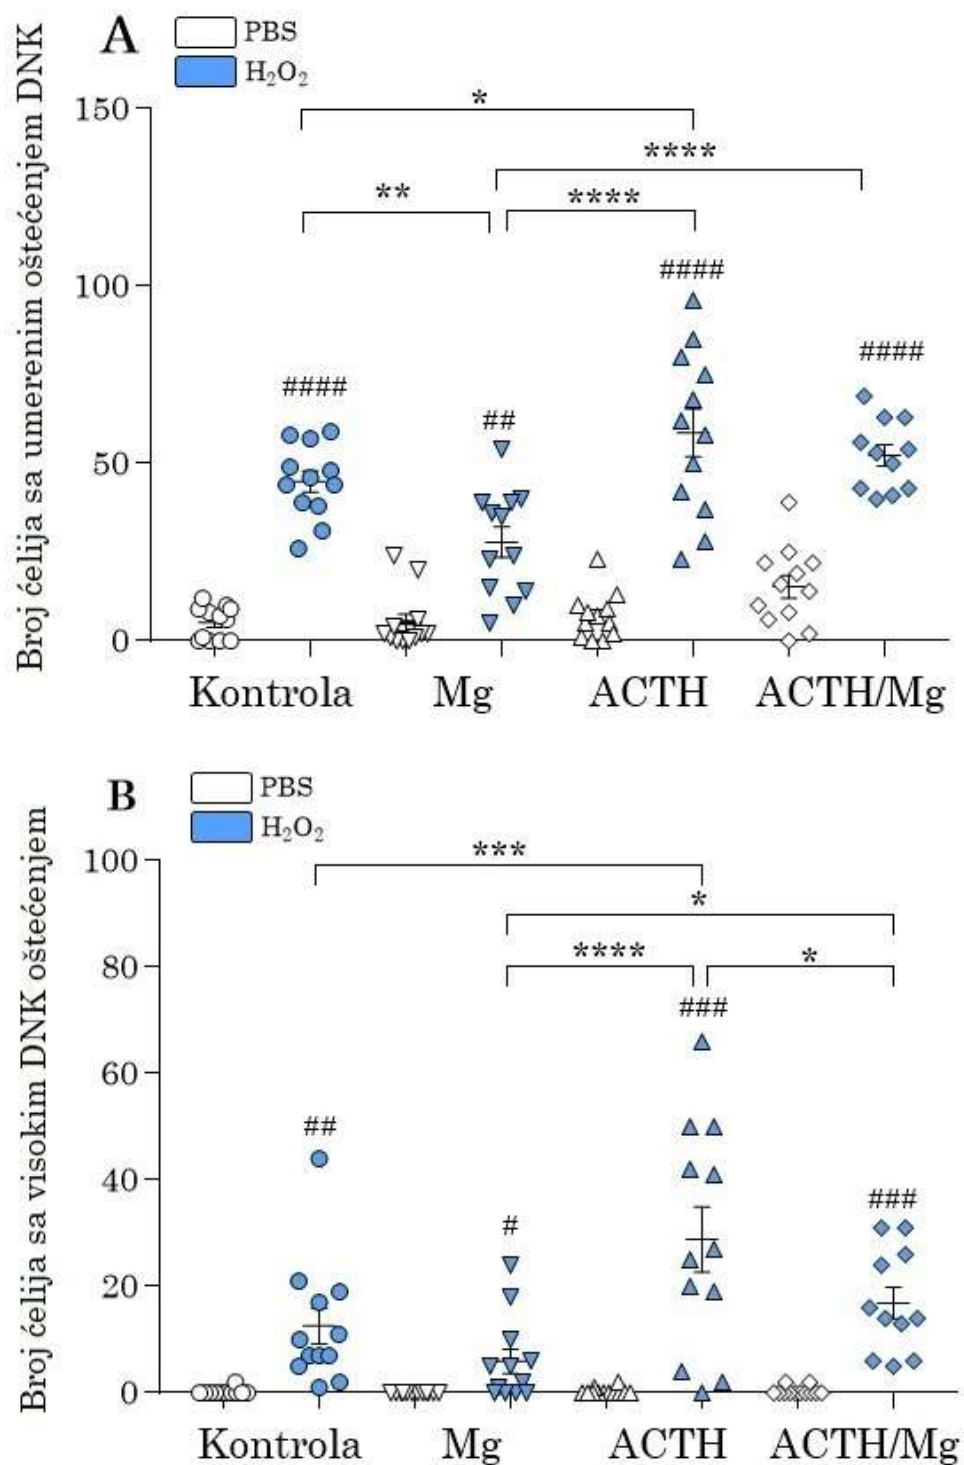 A
PBS
H₂O₂
Broj ćelija sa umerenim oštećenjem DNK
150
100
50
0
*
****
**
****
####
##
####
####
Kontrola
Mg
ACTH
ACTH/Mg
B
PBS
H₂O₂
Broj ćelija sa visokim DNK oštećenjem
100
80
60
40
20
0
***
*
****
*
##
#
###
###
Kontrola
Mg
ACTH
ACTH/Mg